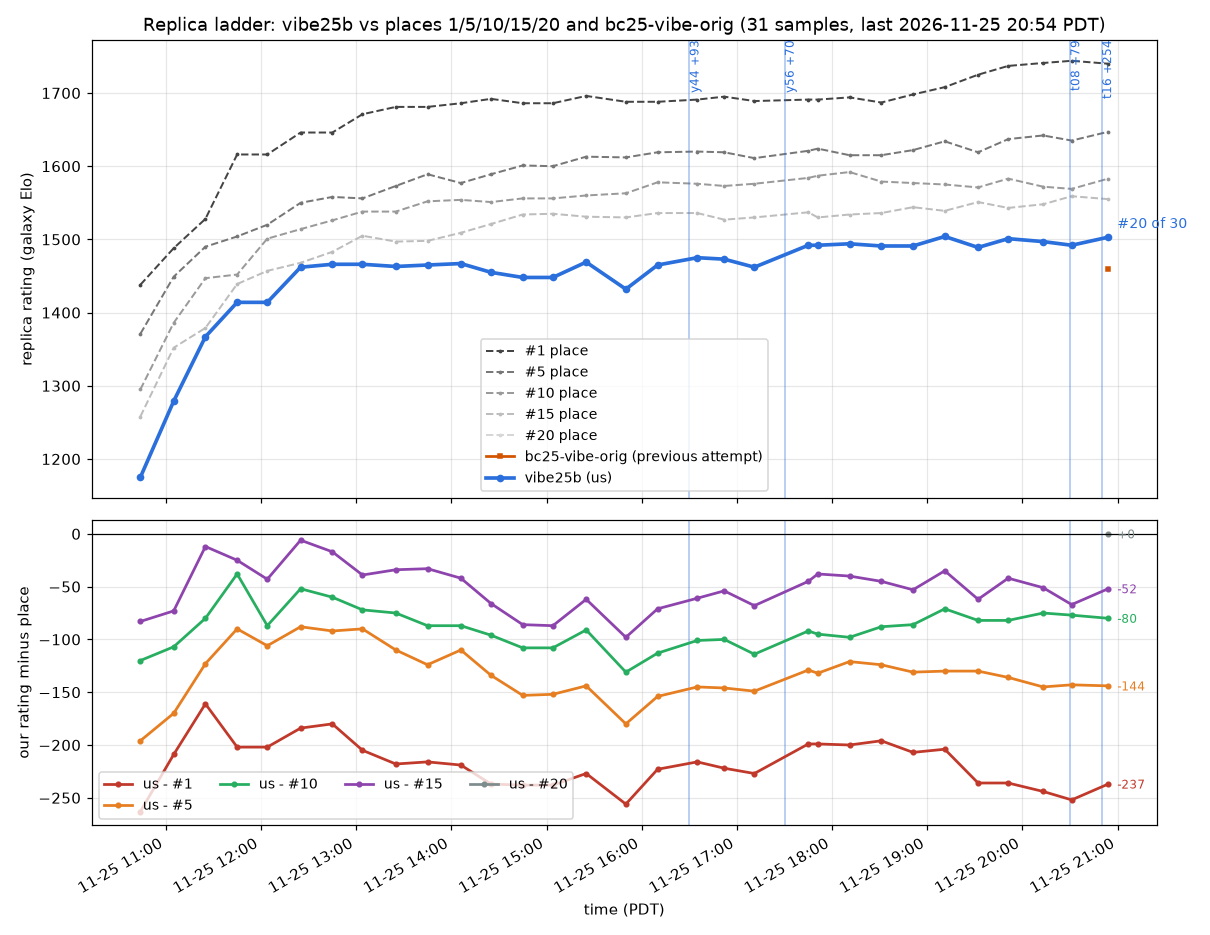 Replica ladder: vibe25b vs places 1/5/10/15/20 and bc25-vibe-orig (31 samples, last 2026-11-25 20:54 PDT)
replica rating (galaxy Elo)
1700
1600
1500
1400
1300
1200
y44 +93
y56 +70
t08 +79
t16 +254
#20 of 30
#1 place
#5 place
#10 place
#15 place
#20 place
bc25-vibe-orig (previous attempt)
vibe25b (us)
our rating minus place
0
−50
−100
−150
−200
−250
+0
-52
-80
-144
-237
us - #1
us - #5
us - #10
us - #15
us - #20
11-25 11:00
11-25 12:00
11-25 13:00
11-25 14:00
11-25 15:00
11-25 16:00
11-25 17:00
11-25 18:00
11-25 19:00
11-25 20:00
11-25 21:00
time (PDT)